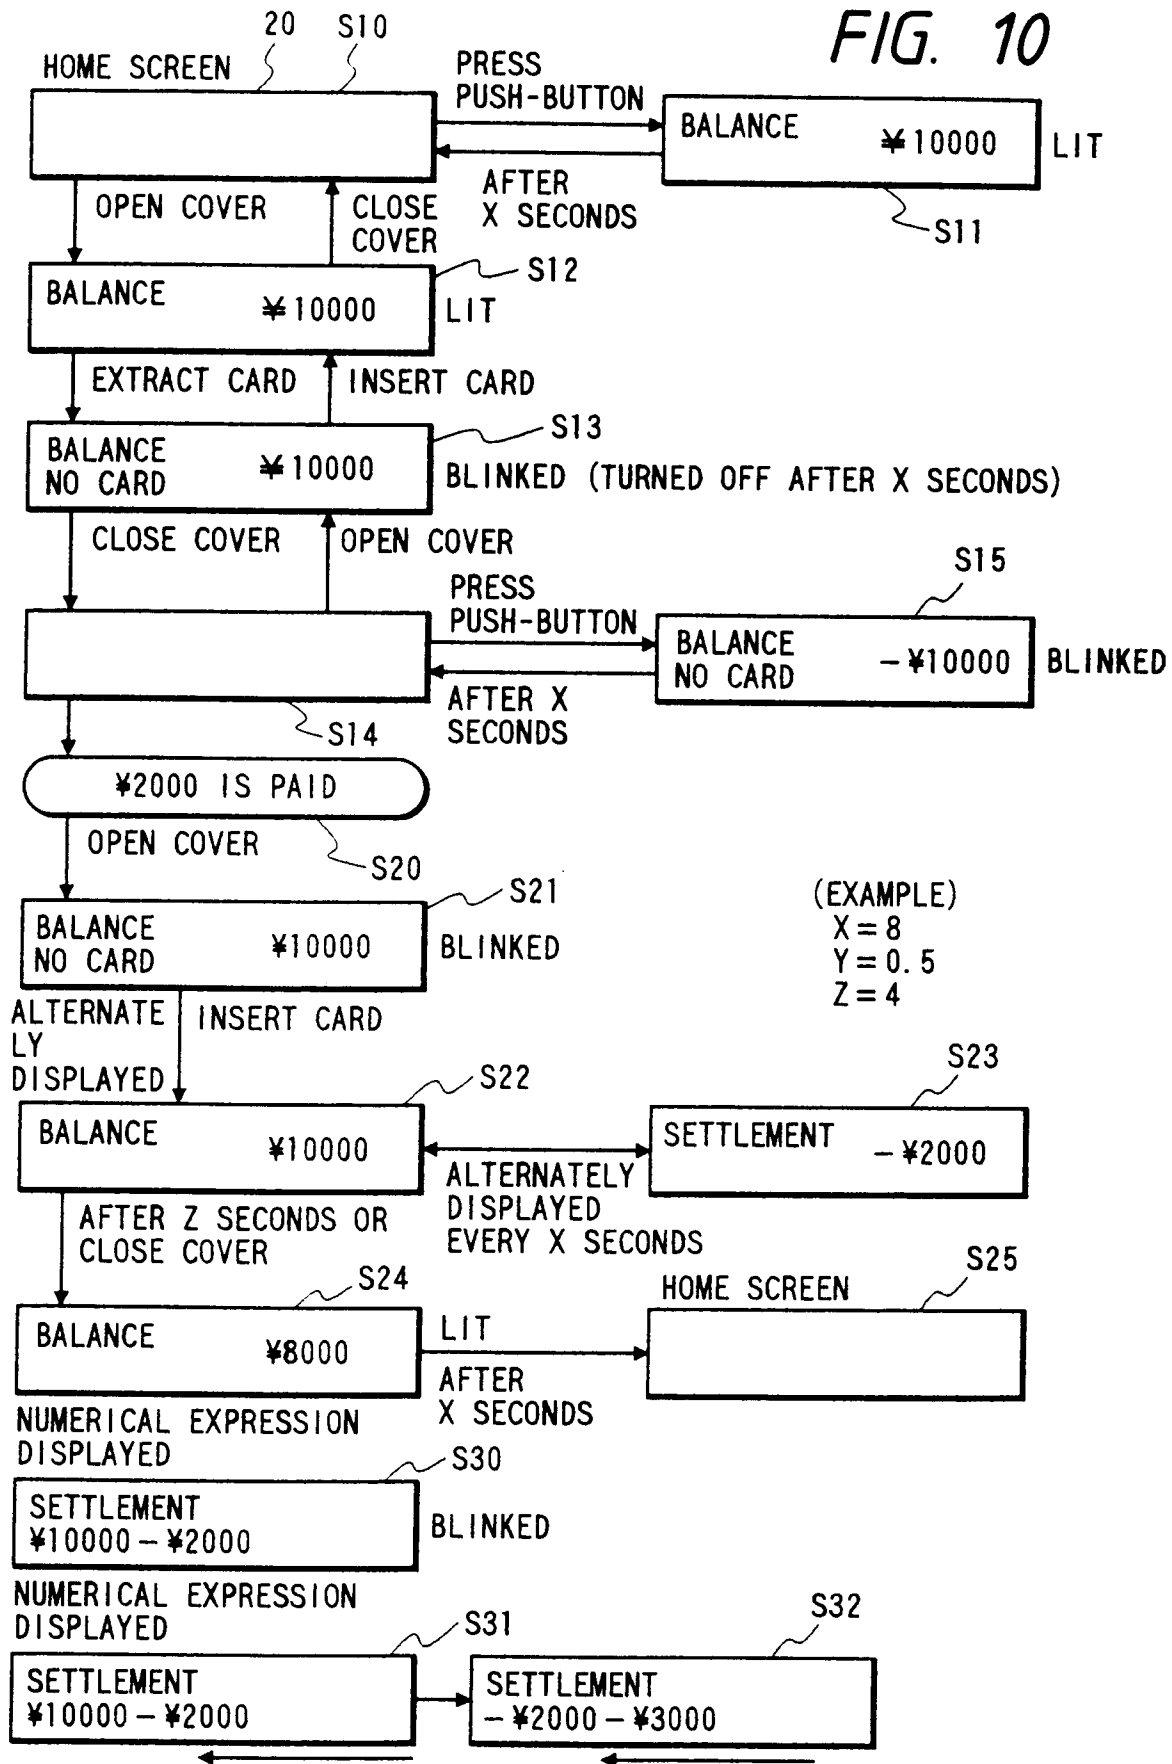 FIG. 10
20
S10
HOME SCREEN
PRESS
PUSH-BUTTON
BALANCE
¥10000
LIT
AFTER
X SECONDS
S11
OPEN COVER
CLOSE
COVER
S12
BALANCE
¥10000
LIT
EXTRACT CARD
INSERT CARD
S13
BALANCE
NO CARD
¥10000
BLINKED (TURNED OFF AFTER X SECONDS)
CLOSE COVER
OPEN COVER
S15
PRESS
PUSH-BUTTON
BALANCE
NO CARD
-¥10000
BLINKED
AFTER X
SECONDS
S14
¥2000 IS PAID
OPEN COVER
S20
S21
BALANCE
NO CARD
¥10000
BLINKED
(EXAMPLE)
X=8
Y=0.5
Z=4
ALTERNATE
LY
DISPLAYED
INSERT CARD
S22
S23
BALANCE
¥10000
SETTLEMENT
-¥2000
ALTERNATELY
DISPLAYED
EVERY X SECONDS
AFTER Z SECONDS OR
CLOSE COVER
S24
HOME SCREEN
S25
BALANCE
¥8000
LIT
AFTER
X SECONDS
NUMERICAL EXPRESSION
DISPLAYED
S30
SETTLEMENT
¥10000-¥2000
BLINKED
NUMERICAL EXPRESSION
DISPLAYED
S31
S32
SETTLEMENT
¥10000-¥2000
SETTLEMENT
-¥2000-¥3000